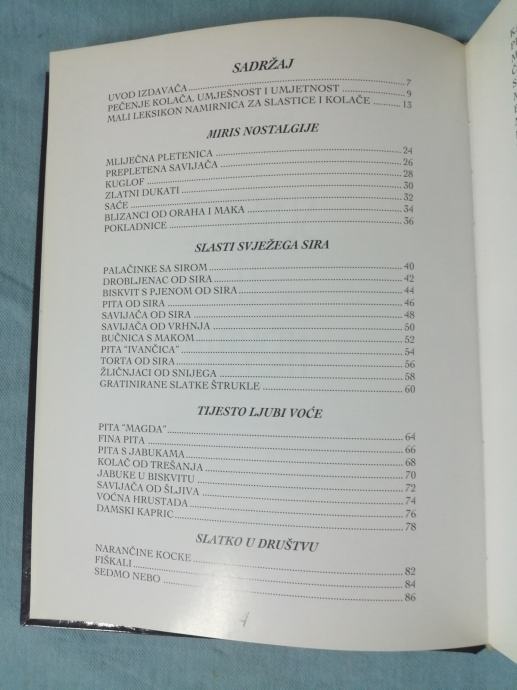 SADRŽAJ
UVOD IZDAVAČA 7
PEČENJE KOLAČA, UMJEŠNOST I UMJETNOST 9
MALI LEKSIKON NAMIRNICA ZA SLASTICE I KOLAČE 13
MIRIS NOSTALGIJE
MLIJEČNA PLETENICA 24
PREPLETENA SAVIJAČA 26
KUGLOF 28
ZLATNI DUKATI 30
SAĆE 32
BLIZANCI OD ORAHA I MAKA 34
POKLADNICE 36
SLASTI SVJEŽEGA SIRA
PALAČINKE SA SIROM 40
DROBLJENAC OD SIRA 42
BISKVIT S PJENOM OD SIRA 44
PITA OD SIRA 46
SAVIJAČA OD SIRA 48
SAVIJAČA OD VRHNJA 50
BUČNICA S MAKOM 52
PITA "IVANČICA" 54
TORTA OD SIRA 56
ŽLIČNJACI OD SNIJEGA 58
GRATINIRANE SLATKE ŠTRUKLE 60
TIJESTO LJUBI VOĆE
PITA "MAGDA" 64
FINA PITA 66
PITA S JABUKAMA 68
KOLAČ OD TREŠANJA 70
JABUKE U BISKVITU 72
SAVIJAČA OD ŠLJIVA 74
VOĆNA HRUSTADA 76
DAMSKI KAPRIC 78
SLATKO U DRUŠTVU
NARANČINE KOCKE 82
FIŠKALI 84
SEDMO NEBO 86
4